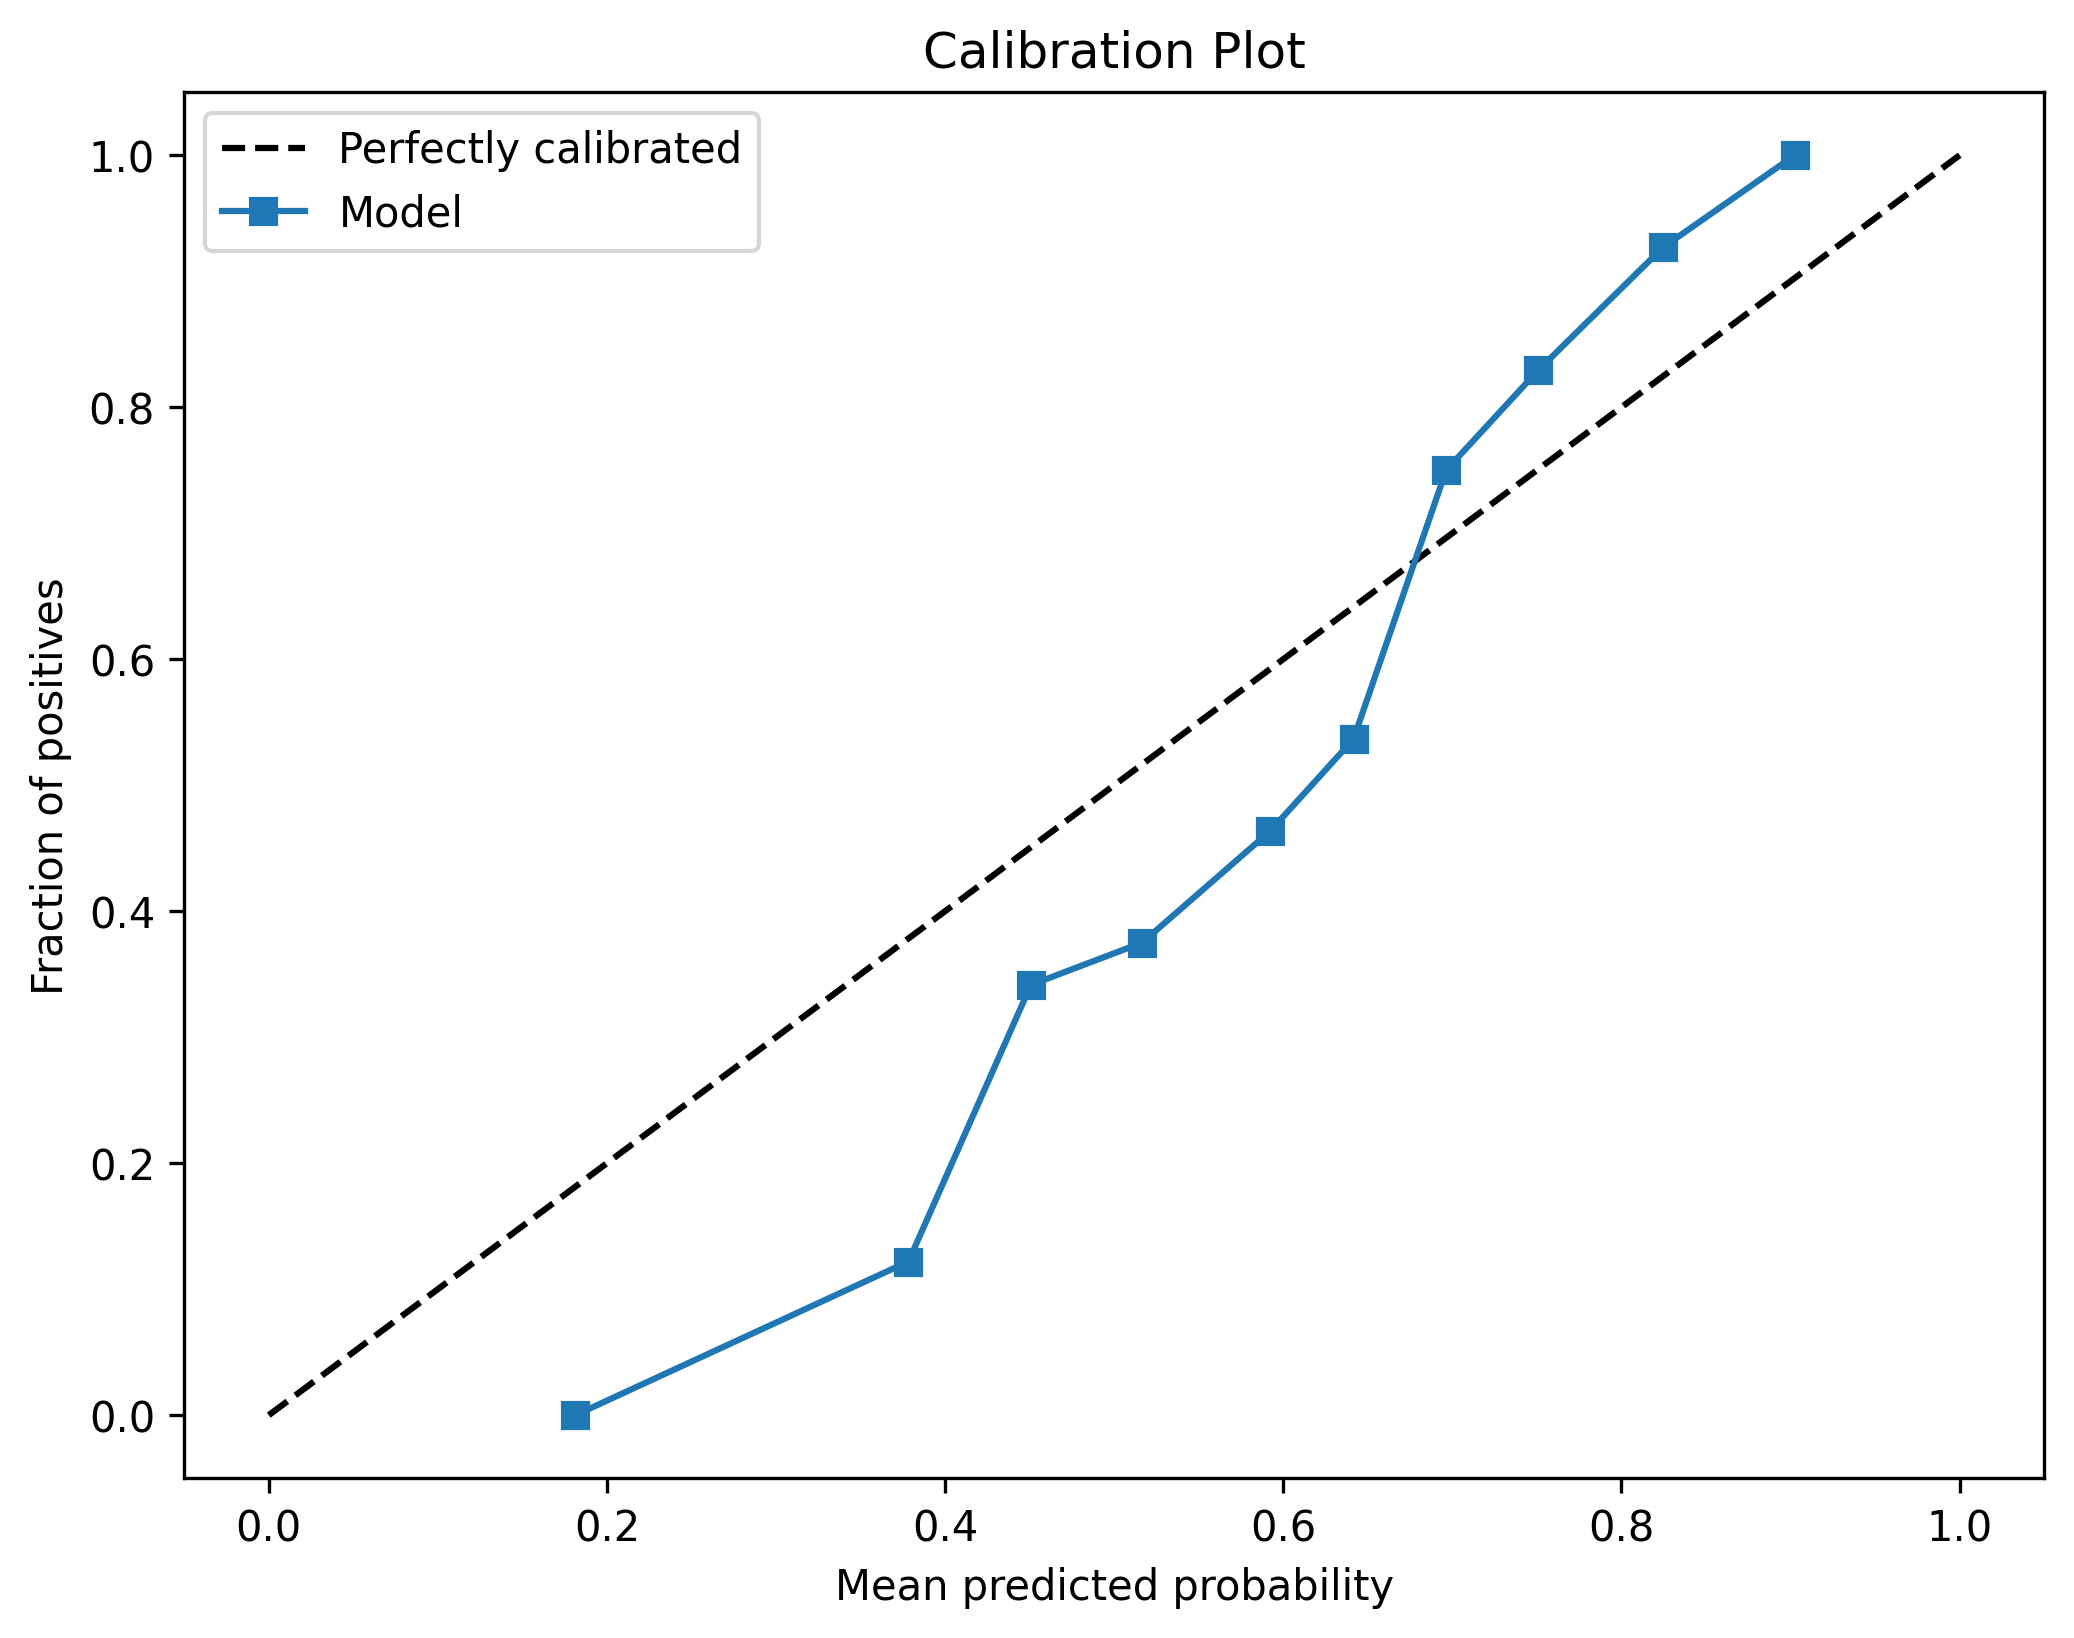 Calibration Plot
Perfectly calibrated
Model
1.0
0.8
0.6
0.4
0.2
0.0
Fraction of positives
0.0 0.2 0.4 0.6 0.8 1.0
Mean predicted probability